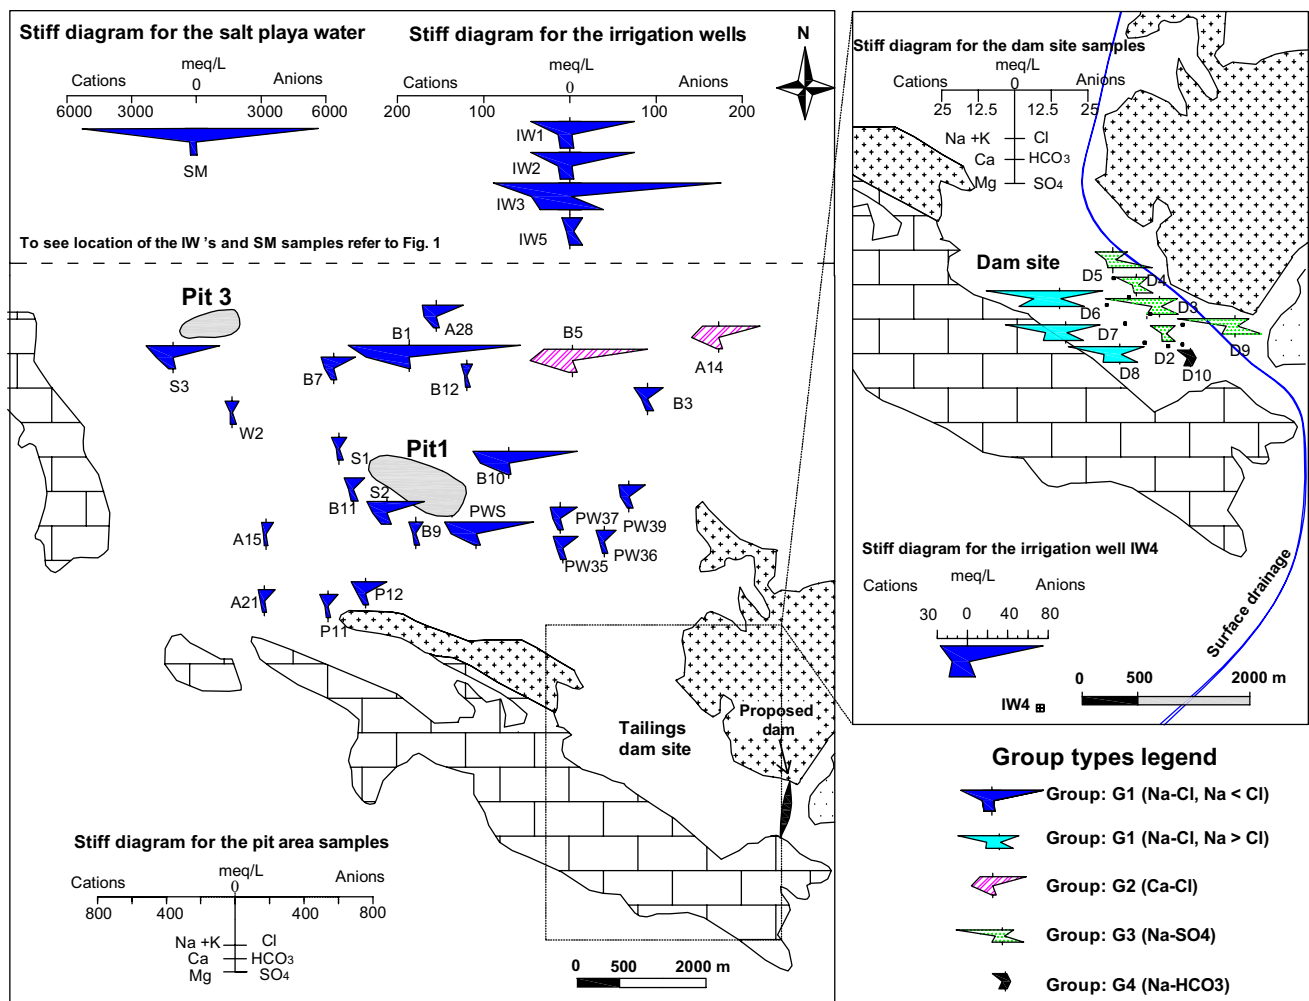 Stiff diagram for the salt playa water
meq/L
Cations 0 Anions
6000 3000 3000 6000
SM
Stiff diagram for the irrigation wells
meq/L
Cations Anions
200 100 0 100 200
IW1
IW2
IW3
IW5
N
To see location of the IW 's and SM samples refer to Fig. 1
Pit 3
S3
A28
B1
B7
B12
B5
A14
B3
W2
S1
Pit1
B10
B11
S2
B9
PWS
PW37
PW39
PW35
PW36
A15
A21
P11
P12
Tailings
dam site
Proposed
dam
Stiff diagram for the pit area samples
meq/L
Cations 0 Anions
800 400 400 800
Na +K Cl
Ca HCO3
Mg SO4
0 500 2000 m
Stiff diagram for the dam site samples
Cations meq/L Anions
0
25 12.5 12.5 25
Na +K Cl
Ca HCO3
Mg SO4
Dam site
D5
D4
D6
D3
D7
D2
D9
D8
D10
Stiff diagram for the irrigation well IW4
Cations meq/L Anions
30 0 40 80
IW4
Surface drainage
0 500 2000 m
Group types legend
Group: G1 (Na-Cl, Na < Cl)
Group: G1 (Na-Cl, Na > Cl)
Group: G2 (Ca-Cl)
Group: G3 (Na-SO4)
Group: G4 (Na-HCO3)